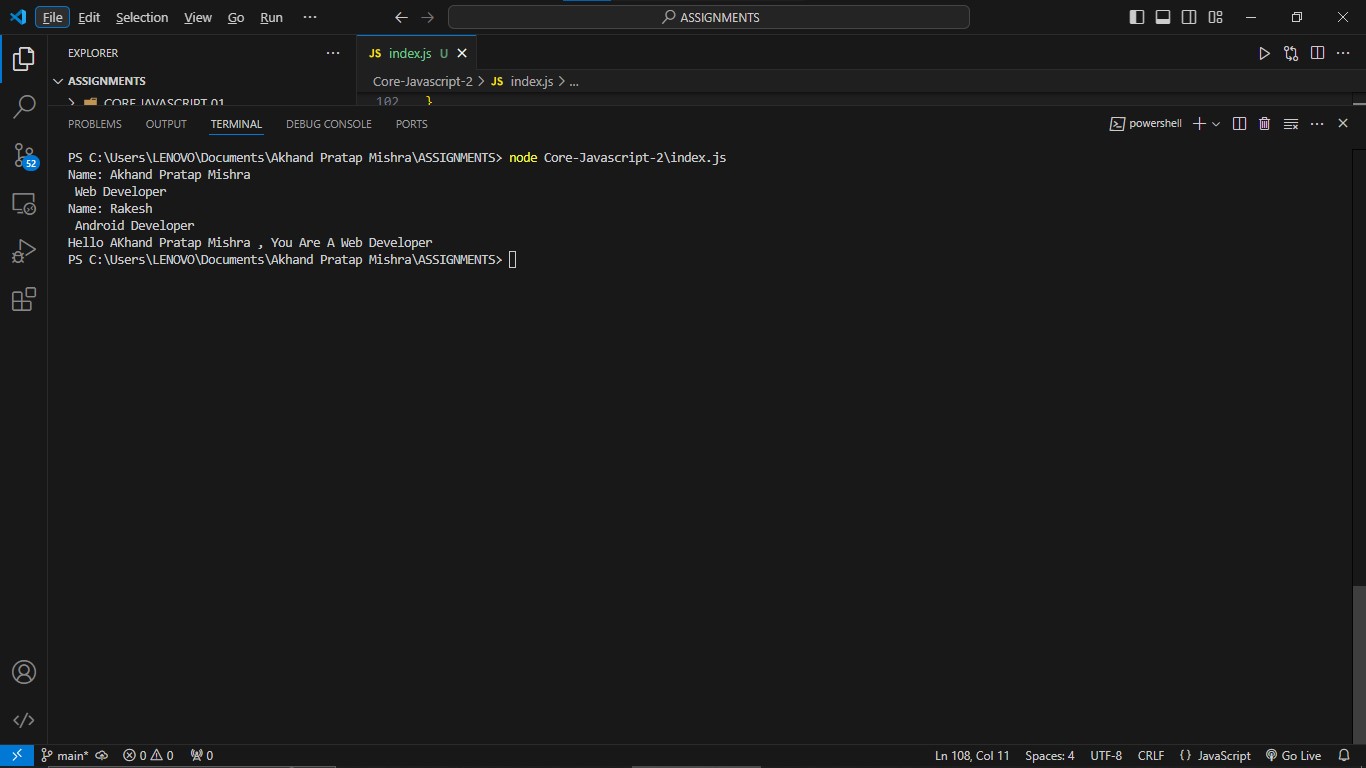 File Edit Selection View Go Run ···
ASSIGNMENTS
EXPLORER ···
JS index.js U
ASSIGNMENTS
Core-Javascript-2 > JS index.js > ...
CORE JAVASCRIPT 01
102 }
PROBLEMS OUTPUT TERMINAL DEBUG CONSOLE PORTS
powershell
PS C:\Users\LENOVO\Documents\Akhand Pratap Mishra\ASSIGNMENTS> node Core-Javascript-2\index.js
Name: Akhand Pratap Mishra
Web Developer
Name: Rakesh
Android Developer
Hello AKhand Pratap Mishra , You Are A Web Developer
PS C:\Users\LENOVO\Documents\Akhand Pratap Mishra\ASSIGNMENTS>
52
main* 0 0 0 Ln 108, Col 11 Spaces: 4 UTF-8 CRLF {} JavaScript Go Live